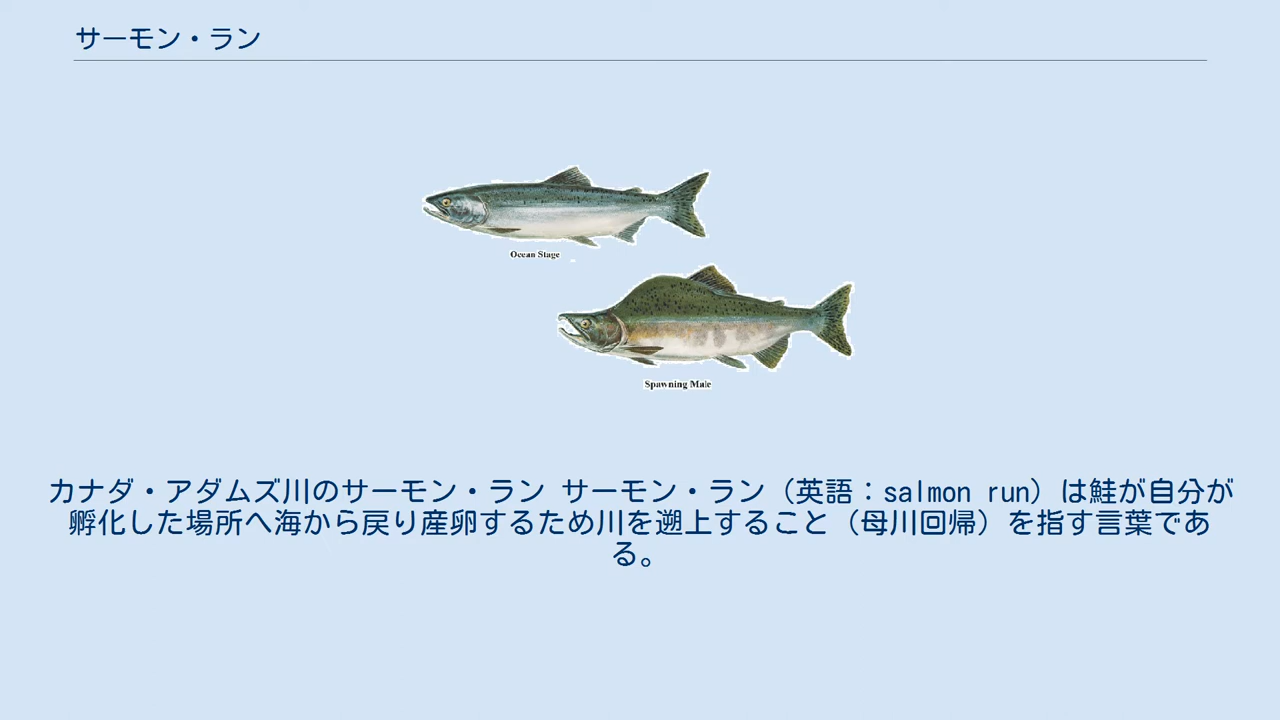 サーモン・ラン
Ocean Stage
Spawning Male
カナダ・アダムズ川のサーモン・ラン サーモン・ラン（英語：salmon run）は鮭が自分が
孵化した場所へ海から戻り産卵するため川を遡上すること（母川回帰）を指す言葉であ
る。